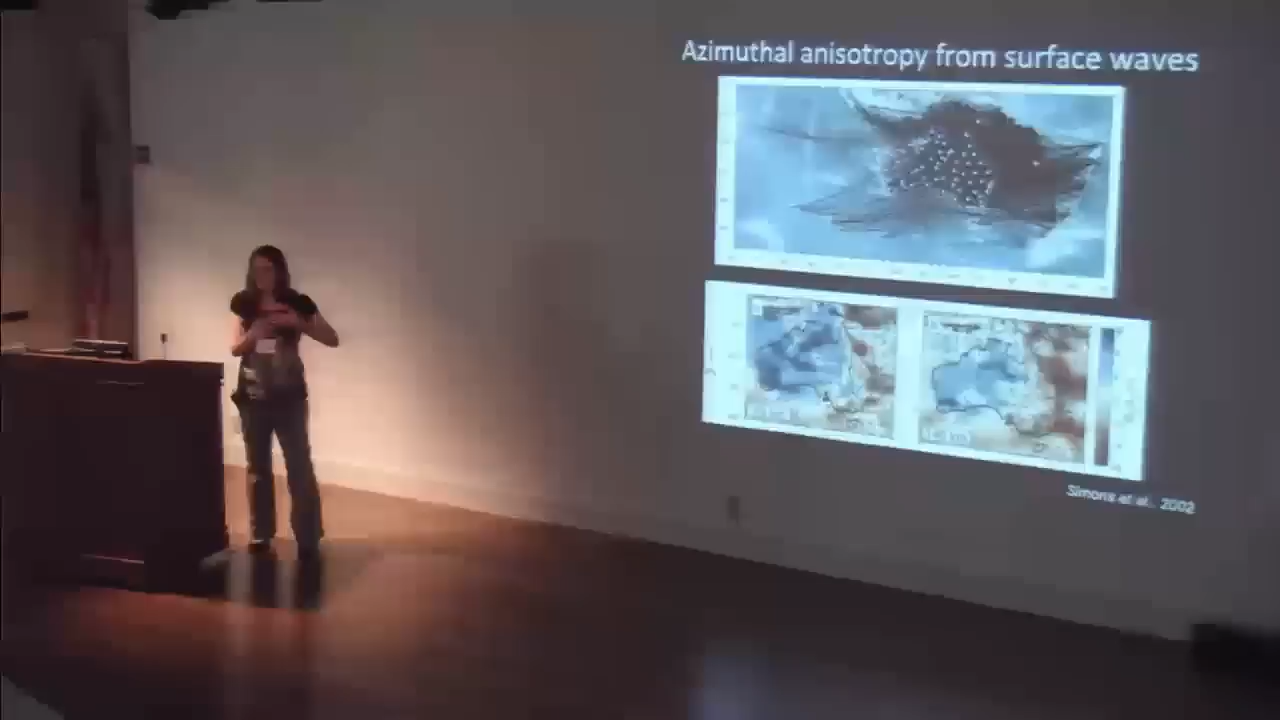 Azimuthal anisotropy from surface waves
Simons et al. 2002